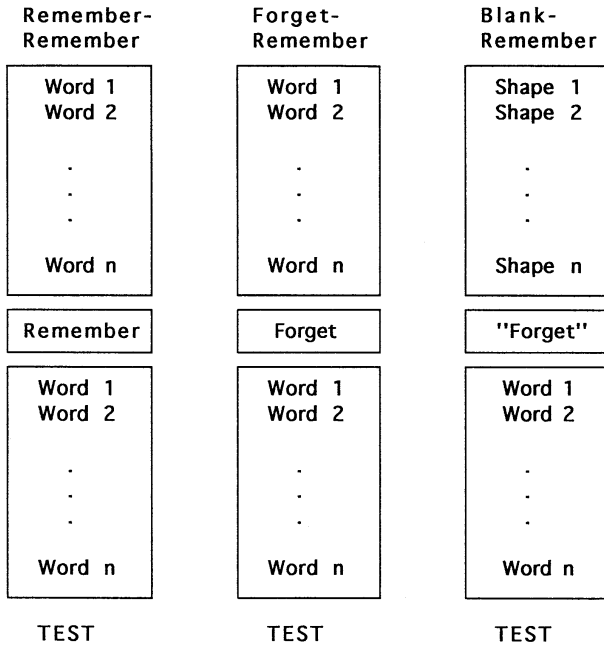 Remember-
Remember
Word 1
Word 2
.
.
.
Word n
Remember
Word 1
Word 2
.
.
.
Word n
TEST
Forget-
Remember
Word 1
Word 2
.
.
.
Word n
Forget
Word 1
Word 2
.
.
.
Word n
TEST
Blank-
Remember
Shape 1
Shape 2
.
.
.
Shape n
"Forget"
Word 1
Word 2
.
.
.
Word n
TEST